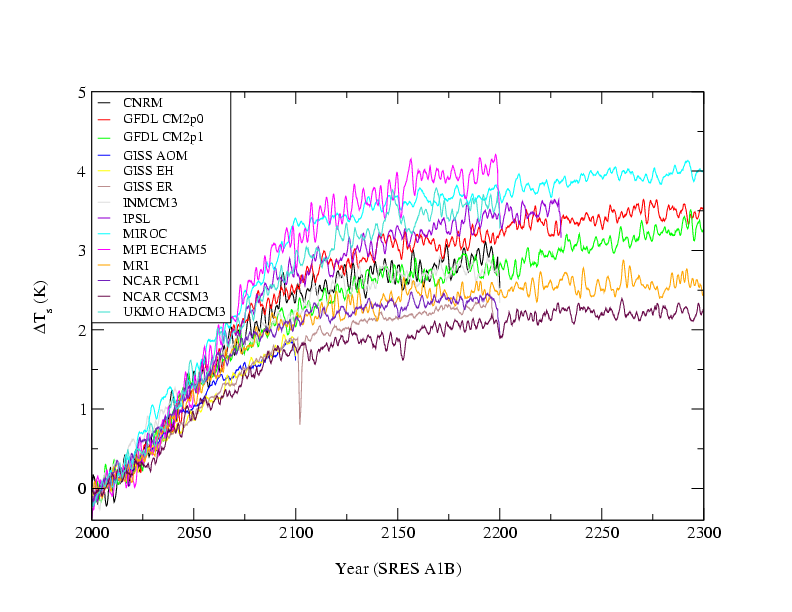 5
4
3
2
1
0
ΔTs (K)
CNRM
GFDL CM2p0
GFDL CM2p1
GISS AOM
GISS EH
GISS ER
INMCM3
IPSL
MIROC
MPI ECHAM5
MRI
NCAR PCM1
NCAR CCSM3
UKMO HADCM3
2000 2050 2100 2150 2200 2250 2300
Year (SRES A1B)